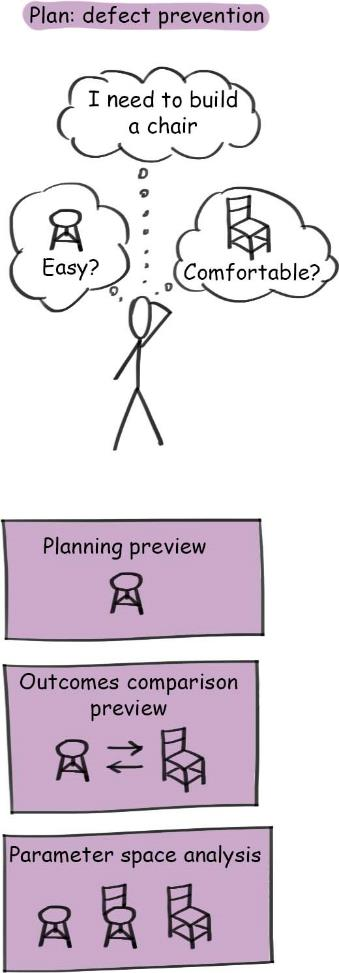 Plan: defect prevention
I need to build
a chair
Easy?
Comfortable?
Planning preview
Outcomes comparison
preview
Parameter space analysis